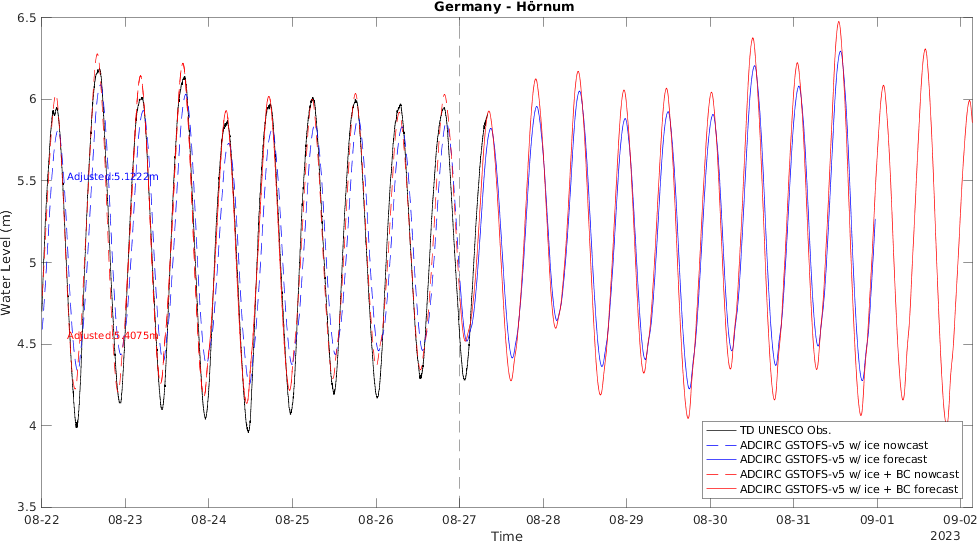 Germany - Hörnum
Water Level (m)
6.5
6
5.5
5
4.5
4
3.5
Adjusted:5.1222m
Adjusted:5.4075m
TD UNESCO Obs.
ADCIRC GSTOFS-v5 w/ ice nowcast
ADCIRC GSTOFS-v5 w/ ice forecast
ADCIRC GSTOFS-v5 w/ ice + BC nowcast
ADCIRC GSTOFS-v5 w/ ice + BC forecast
08-22 08-23 08-24 08-25 08-26 08-27 08-28 08-29 08-30 08-31 09-01 09-02
Time
2023